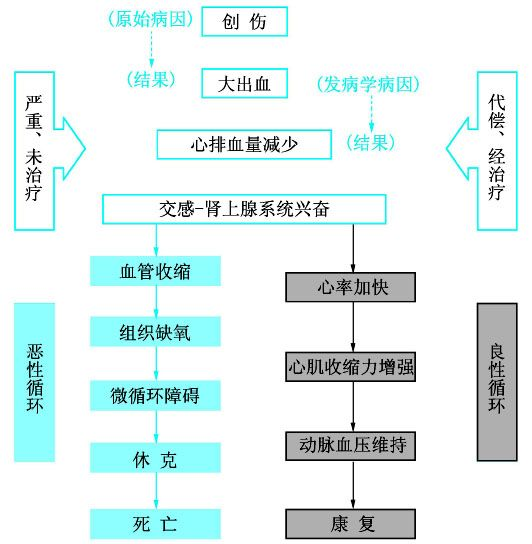 (原始病因)
创 伤
(结果)
大出血
(发病学病因)
严重、未治疗
心排血量减少
(结果)
代偿、经治疗
交感-肾上腺系统兴奋
血管收缩
心率加快
恶性循环
组织缺氧
心肌收缩力增强
良性循环
微循环障碍
动脉血压维持
休 克
死 亡
康 复